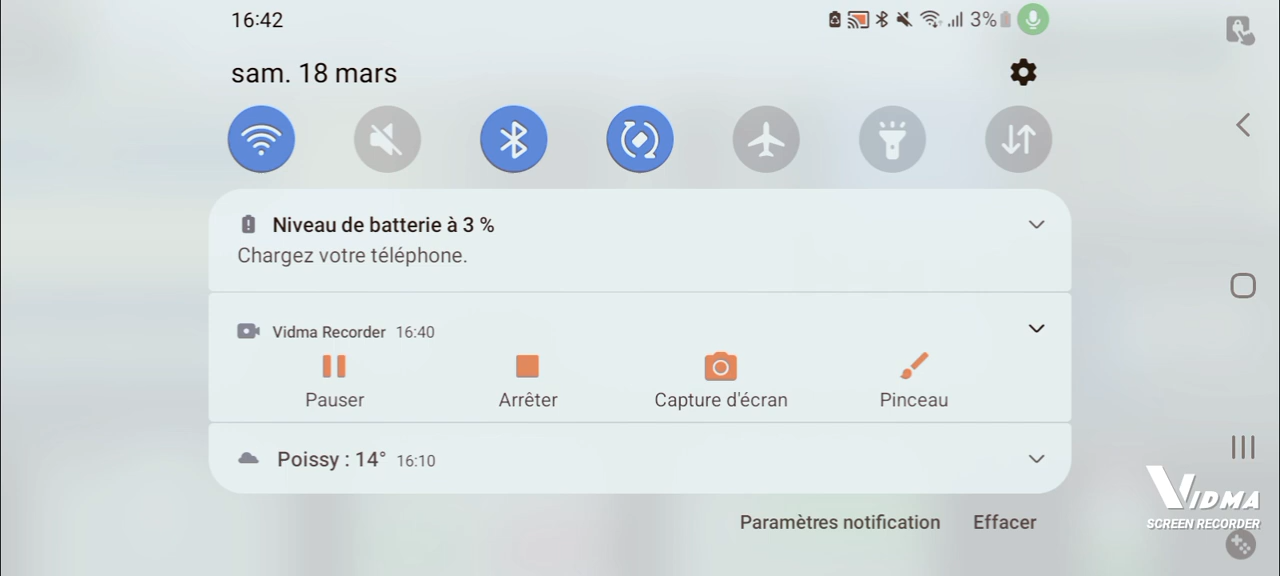 16:42
3%
sam. 18 mars
Niveau de batterie à 3 %
Chargez votre téléphone.
Vidma Recorder 16:40
Pauser Arrêter Capture d'écran Pinceau
Poissy : 14° 16:10
Paramètres notification Effacer
VIDMA
SCREEN RECORDER